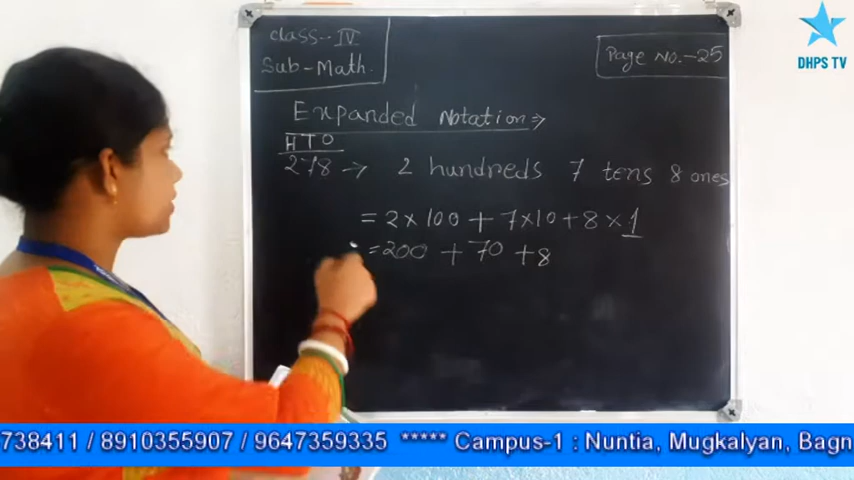 class-- IV
Sub-Math.
Page No.-25
DHPS TV
Expanded Notation ⇒
H T O
278 → 2 hundreds 7 tens 8 ones
= 2 × 100 + 7×10 + 8 × 1
= 200 + 70 + 8
738411 / 8910355907 / 9647359335 ***** Campus-1 : Nuntia, Mugkalyan, Bagn